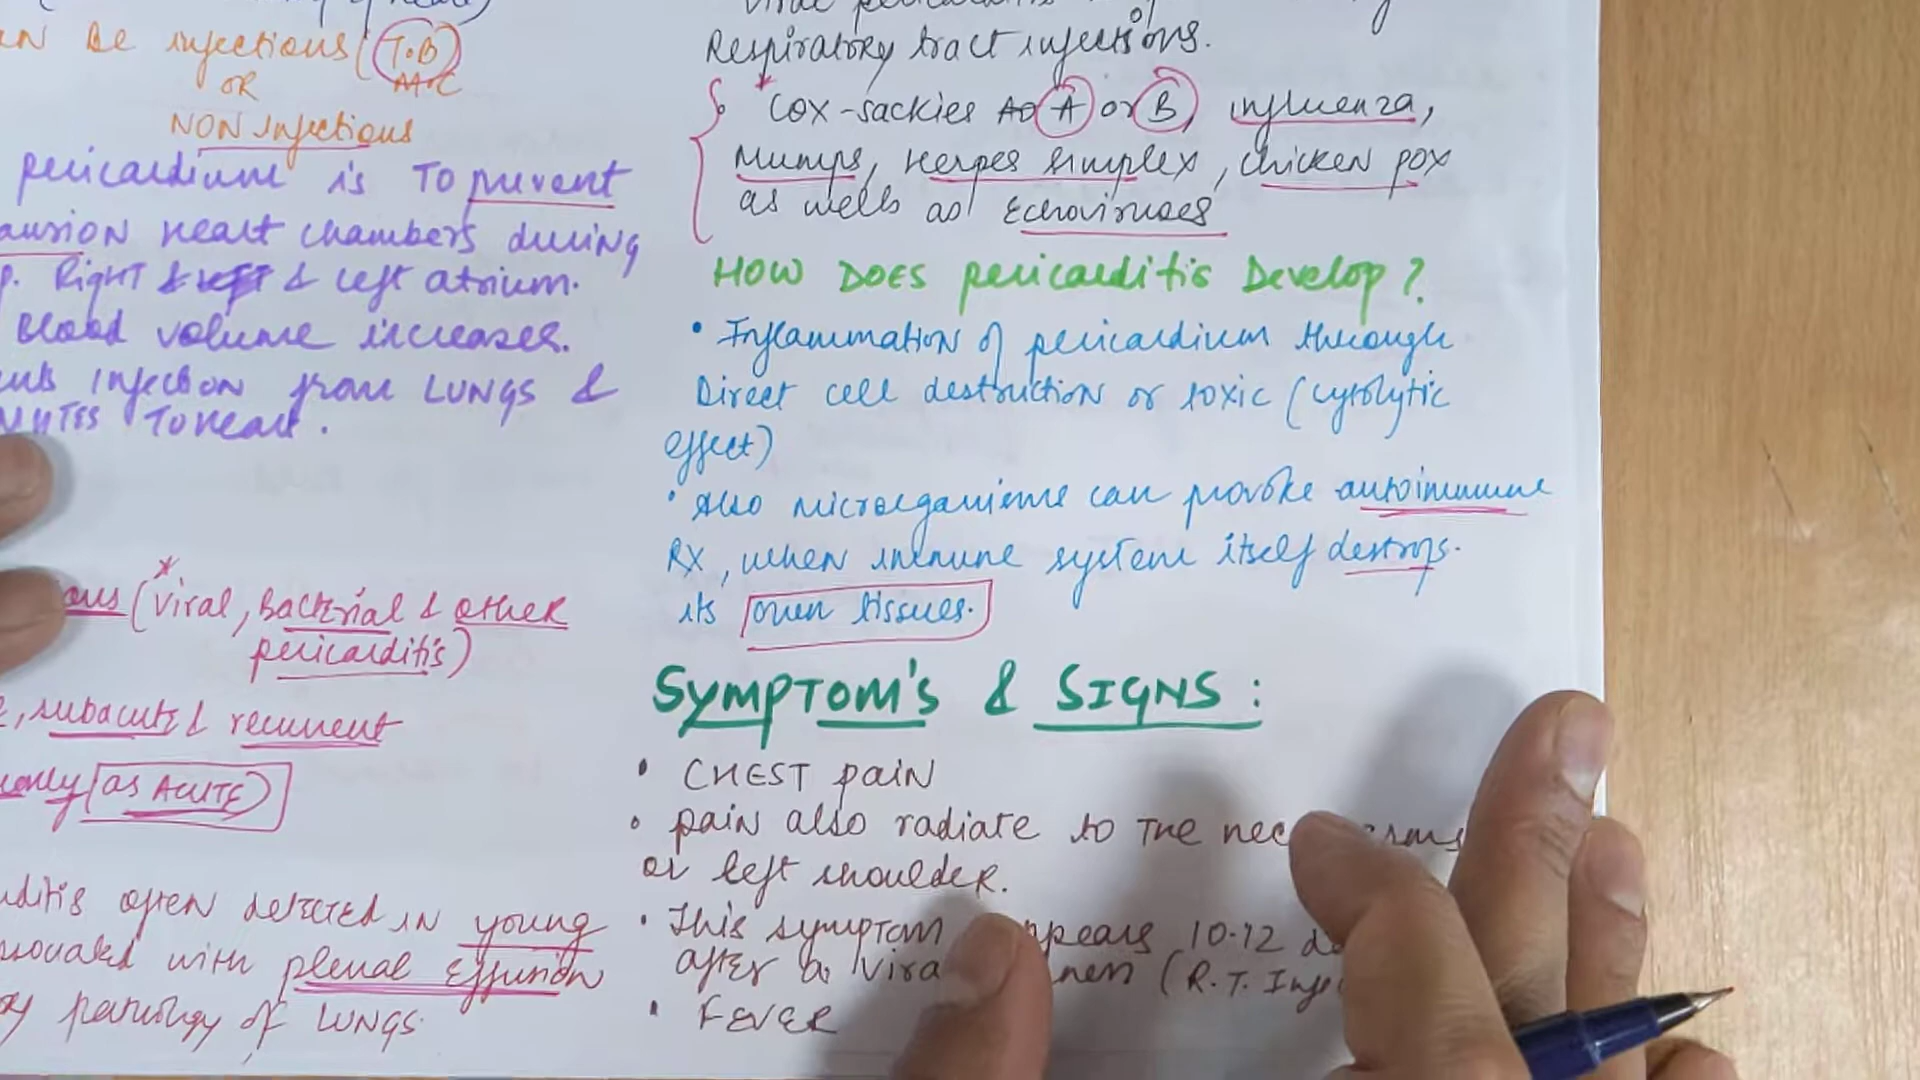 Be infectious (T.B)
OR
NON Infectious
pericardium is To prevent
heart chambers during
Right & left atrium.
Blood volume increases.
Infection from LUNGS &
To heart.
(Viral, Bactrial & other
pericarditis)
, subacute & recurrent
as ACUTE)
often detected in young
with pleural Effusion
of LUNGS.
Respiratory tract infections.
* Cox-sackies A or B, influenza,
Mumps, Herpes simplex, chicken pox
as wells as Echoviruses
HOW DOES pericarditis Develop?
• Inflammation of pericardium through
Direct cell destruction or toxic (cytolytic
effect)
• Also microrganisms can provoke autoimmune
RX, when immune system itself destroys.
its own tissues.
SYMPTOM'S & SIGNS :
• CHEST pain
• pain also radiate to The
or left shoulder.
• This symptom 10-12
after a (R.T.
• FEVER